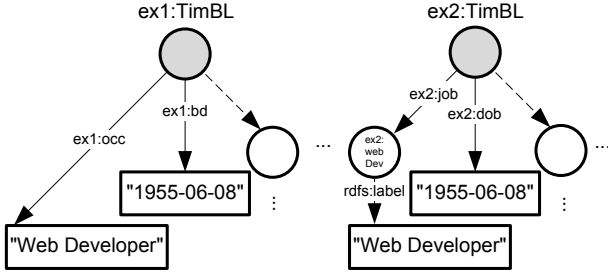 ex1:TimBL
ex2:TimBL
ex1:occ
ex1:bd
ex2:job
ex2:dob
...
ex2:
web
Dev
...
rdfs:label
"1955-06-08"
...
"1955-06-08"
...
"Web Developer"
"Web Developer"